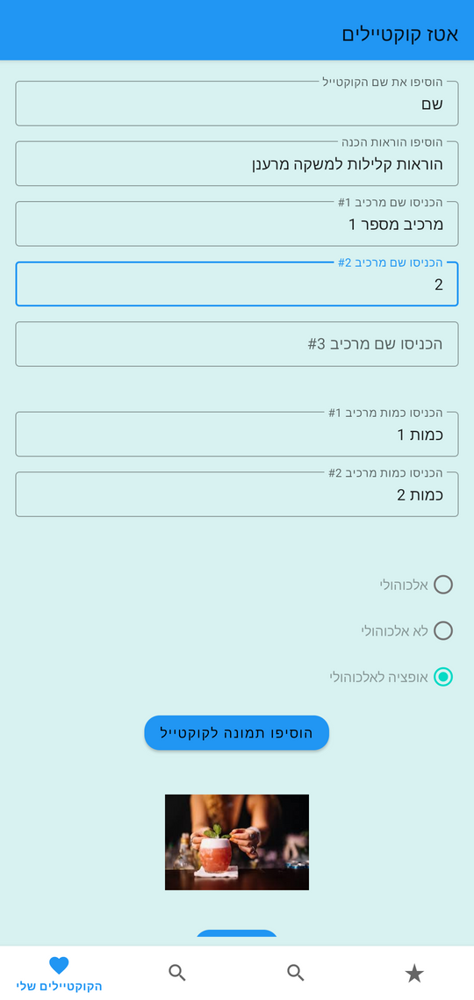 אטז קוקטיילים
הוסיפו את שם הקוקטייל
שם
הוסיפו הוראות הכנה
הוראות קלילות למשקה מרענן
הכניסו שם מרכיב 1#
מרכיב מספר 1
הכניסו שם מרכיב 2#
2
הכניסו שם מרכיב 3#
הכניסו כמות מרכיב 1#
כמות 1
הכניסו כמות מרכיב 2#
כמות 2
אלכוהולי
לא אלכוהולי
אופציה לאלכוהולי
הוסיפו תמונה לקוקטייל
הקוקטיילים שלי